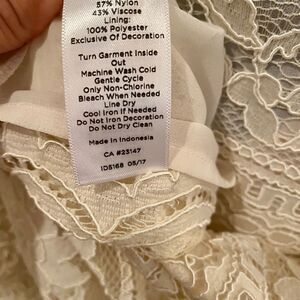 57% Nylon
43% Viscose
Lining:
100% Polyester
Exclusive Of Decoration
Turn Garment Inside
Out
Machine Wash Cold
Gentle Cycle
Only Non-Chlorine
Bleach When Needed
Line Dry
Cool Iron If Needed
Do Not Iron Decoration
Do Not Dry Clean
Made In Indonesia
CA #23147
ID5168 05/17